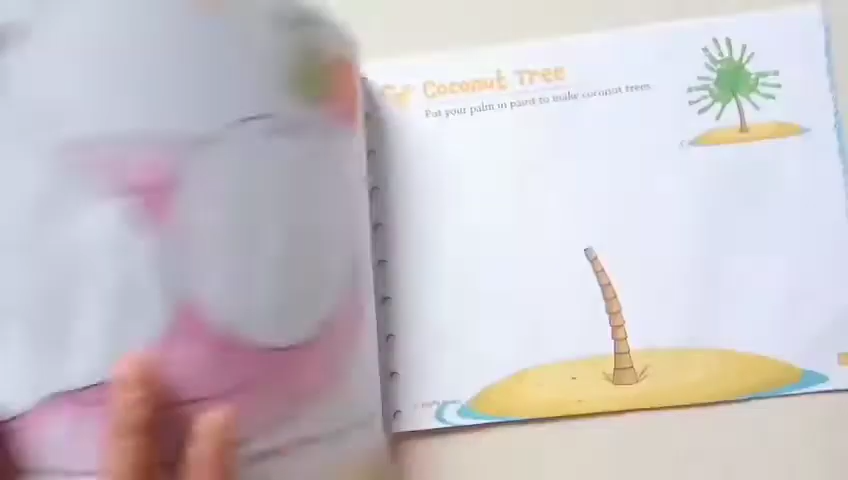 Coconut Tree
Put your palm in paint to make coconut trees.